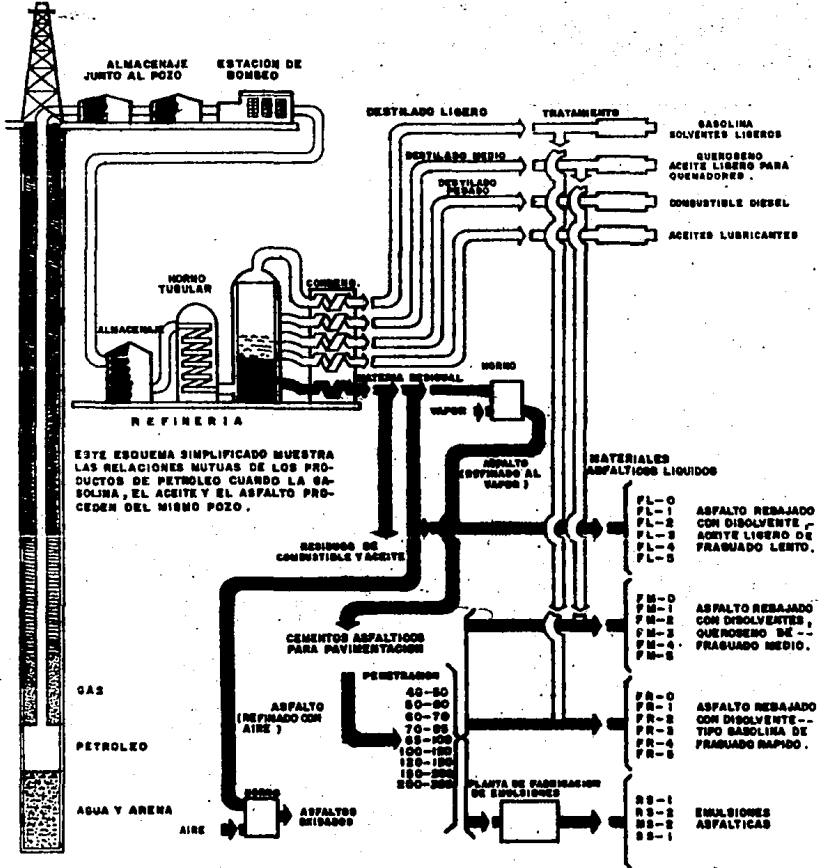 ALMACENAJE
JUNTO AL POZO
ESTACIÓN DE
BOMBEO
DESTILADO LIGERO
TRATAMIENTO
GASOLINA
SOLVENTES LIGEROS
DESTILADO MEDIO
QUEROSENO
ACEITE LIGERO PARA
QUEMADORES.
DESTILADO
PESADO
COMBUSTIBLE DIESEL
ACEITES LUBRICANTES
HORNO
TUBULAR
CONDENS.
ALMACENAJE
MATERIA RESIDUAL
HORNO
VAPOR
REFINERIA
ESTE ESQUEMA SIMPLIFICADO MUESTRA
LAS RELACIONES MUTUAS DE LOS PRO-
DUCTOS DE PETROLEO CUANDO LA GA-
SOLINA, EL ACEITE Y EL ASFALTO PRO-
CEDEN DEL MISMO POZO.
ASFALTO
(REFINADO AL
VAPOR)
MATERIALES
ASFALTICOS LIQUIDOS
FL-0
FL-1
FL-2
FL-3
FL-4
FL-5
ASFALTO REBAJADO
CON DISOLVENTE,-
ACEITE LIGERO DE
FRAGUADO LENTO.
RESIDUOS DE
COMBUSTIBLE Y ACEITE
FM-0
FM-1
FM-2
FM-3
FM-4
FM-5
ASFALTO REBAJADO
CON DISOLVENTES,
QUEROSENO DE--
FRAGUADO MEDIO.
CEMENTOS ASFALTICOS
PARA PAVIMENTACION
PENETRACION
40-50
50-60
60-70
70-85
85-100
100-120
120-150
150-200
200-300
GAS
ASFALTO
(REFINADO CON
AIRE)
FR-0
FR-1
FR-2
FR-3
FR-4
FR-5
ASFALTO REBAJADO
CON DISOLVENTE--
TIPO GASOLINA DE
FRAGUADO RAPIDO.
PETROLEO
AGUA Y ARENA
HORNO
AIRE
ASFALTOS
OXIDADOS
PLANTA DE FABRICACION
DE EMULSIONES
RS-1
RS-2
MS-2
SS-1
EMULSIONES
ASFALTICAS